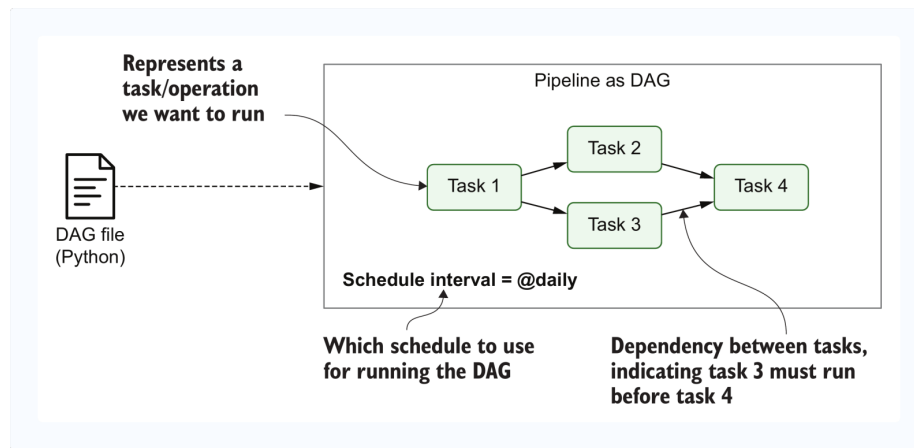 Represents a
task/operation
we want to run
Pipeline as DAG
Task 1
Task 2
Task 3
Task 4
DAG file
(Python)
Schedule interval = @daily
Which schedule to use
for running the DAG
Dependency between tasks,
indicating task 3 must run
before task 4